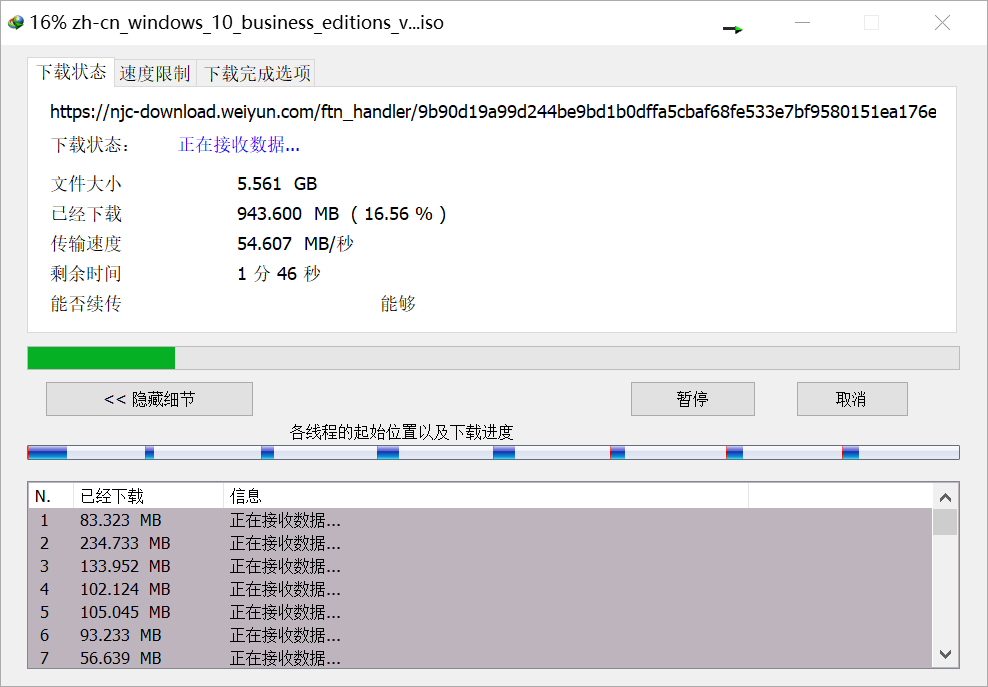 16% zh-cn_windows_10_business_editions_v...iso
下载状态 速度限制 下载完成选项
https://njc-download.weiyun.com/ftn_handler/9b90d19a99d244be9bd1b0dffa5cbaf68fe533e7bf9580151ea176e
下载状态: 正在接收数据...
文件大小 5.561 GB
已经下载 943.600 MB ( 16.56 % )
传输速度 54.607 MB/秒
剩余时间 1 分 46 秒
能否续传 能够
<< 隐藏细节 暂停 取消
各线程的起始位置以及下载进度
N. 已经下载 信息
1 83.323 MB 正在接收数据...
2 234.733 MB 正在接收数据...
3 133.952 MB 正在接收数据...
4 102.124 MB 正在接收数据...
5 105.045 MB 正在接收数据...
6 93.233 MB 正在接收数据...
7 56.639 MB 正在接收数据...